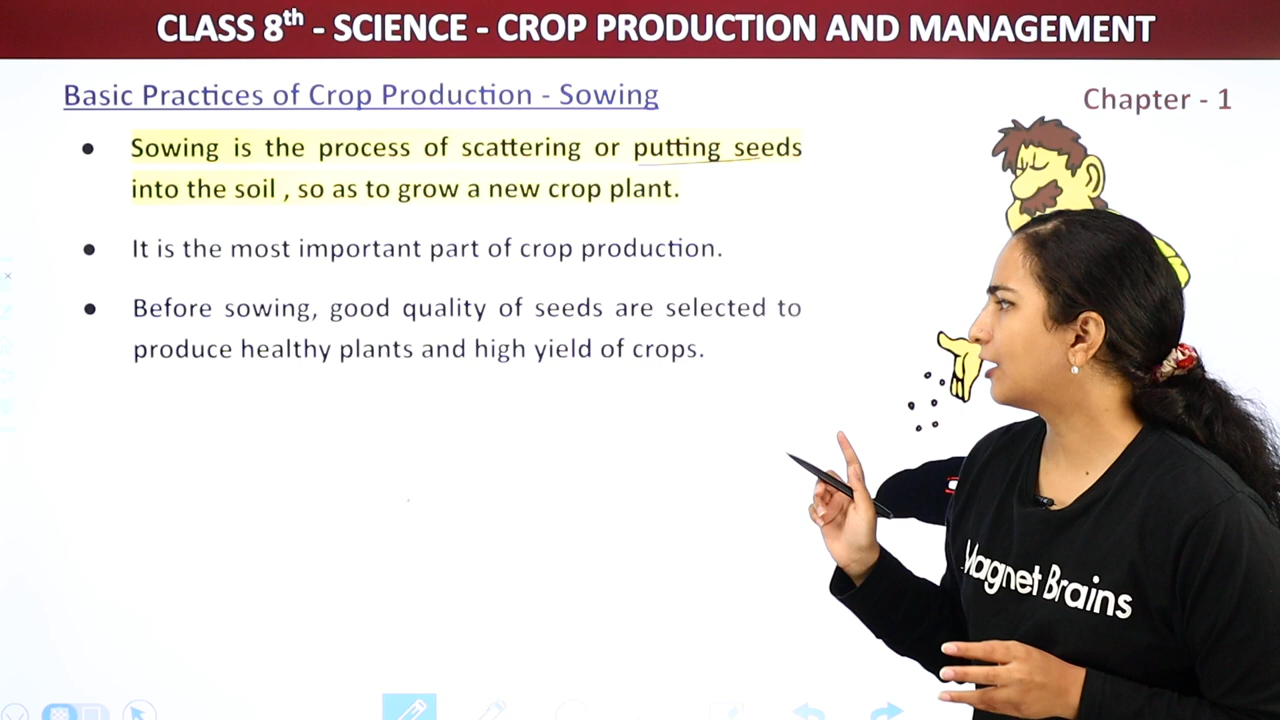 CLASS 8th - SCIENCE - CROP PRODUCTION AND MANAGEMENT
Basic Practices of Crop Production - Sowing
Chapter - 1
Sowing is the process of scattering or putting seeds
into the soil , so as to grow a new crop plant.
It is the most important part of crop production.
Before sowing, good quality of seeds are selected to
produce healthy plants and high yield of crops.
Magnet Brains